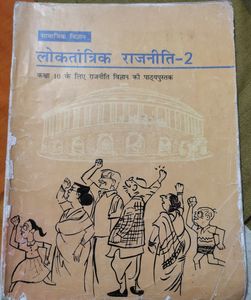 सामाजिक विज्ञान
लोकतांत्रिक राजनीति-2
कक्षा 10 के लिए राजनीति विज्ञान की पाठ्यपुस्तक